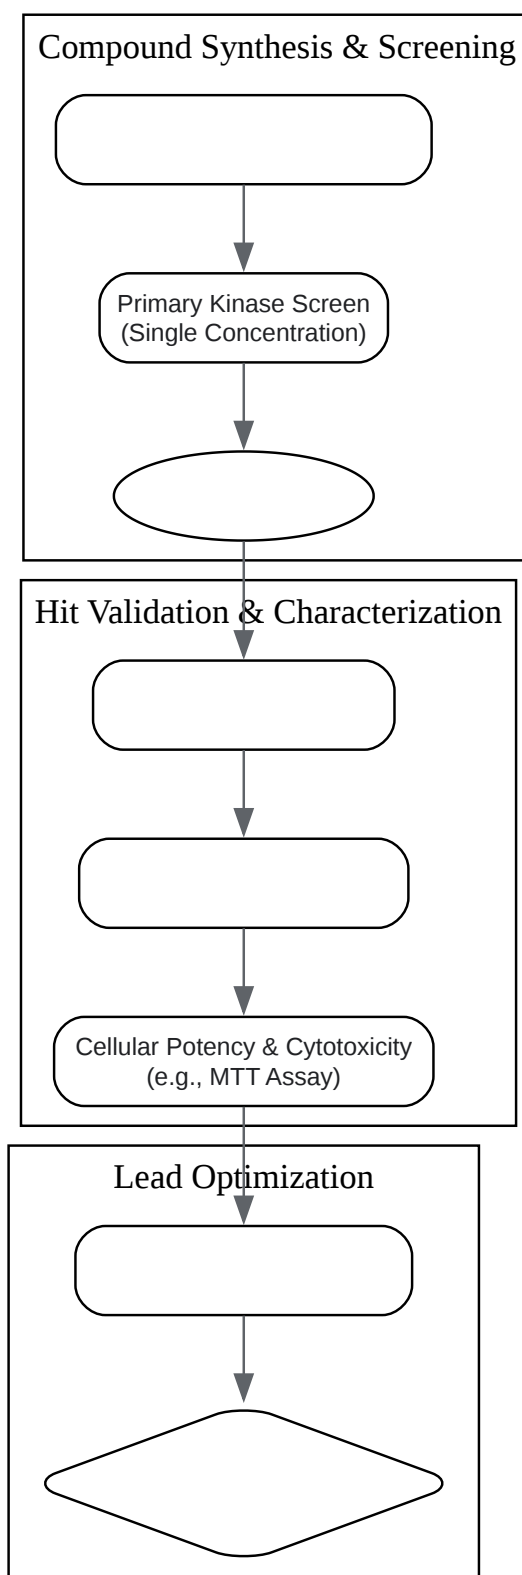 Compound Synthesis & Screening
Primary Kinase Screen
(Single Concentration)
Hit Validation & Characterization
Cellular Potency & Cytotoxicity
(e.g., MTT Assay)
Lead Optimization